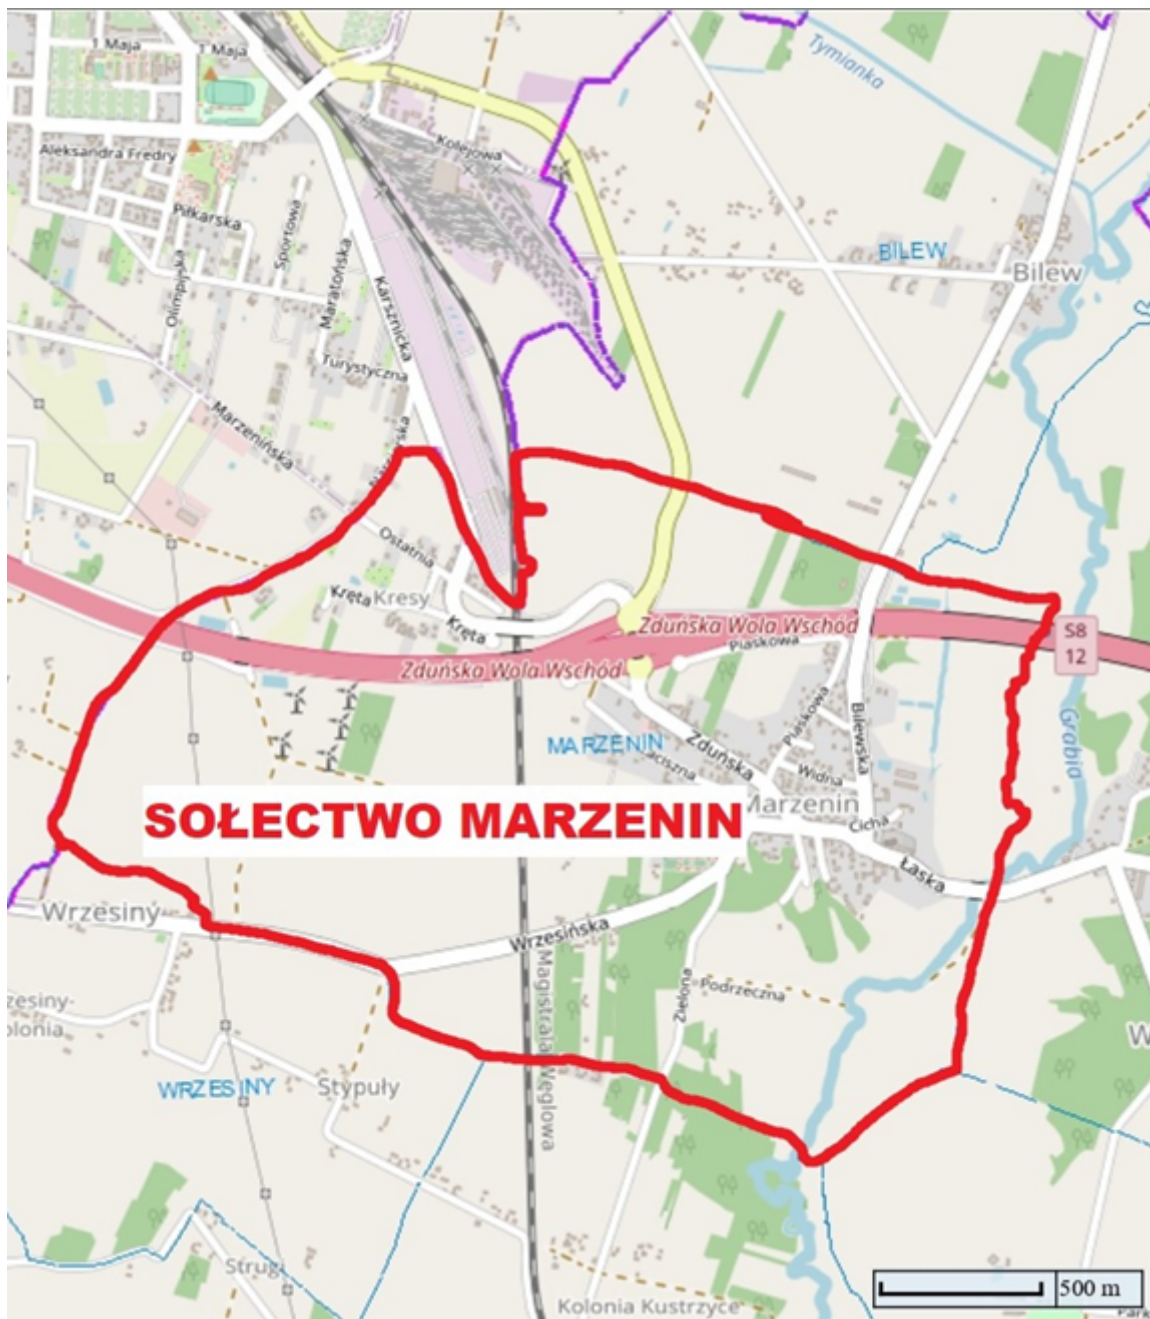 1 Maja
1 Maja
Tymianka
Kolejowa
Aleksandra Fredry
Piłkarska
Sportowa
Olimpijska
Maratońska
Karsznicka
BILEW
Bilew
Turystyczna
Marzenińska
Ostatnia
Kręta
Kresy
Kręta
Zduńska Wola Wschód
S8
12
Piaskowa
Zduńska Wola Wschód
Piaskowa
Bilewska
Grabia
MARZENIN
Zduńska
Widna
SOŁECTWO MARZENIN
Marzenin
Cicha
Łaska
Wrzesiny
Wrzesińska
Magistrala Węglowa
Zielona
Podrzeczna
WRZESINY
Stypuły
Strugi
500 m
Kolonia Kustrzyce